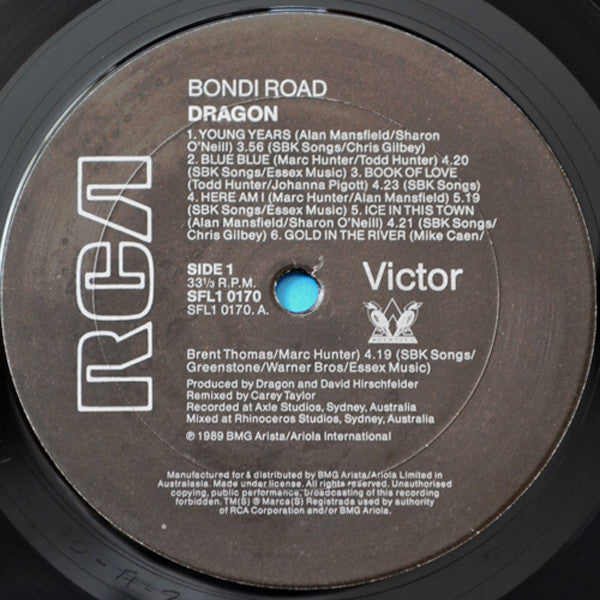 BONDI ROAD
DRAGON
1. YOUNG YEARS (Alan Mansfield/Sharon
O'Neill) 3.56 (SBK Songs/Chris Gilbey)
2. BLUE BLUE (Marc Hunter/Todd Hunter) 4.20
(SBK Songs/Essex Music) 3. BOOK OF LOVE
(Todd Hunter/Johanna Pigott) 4.23 (SBK Songs)
4. HERE AM I (Marc Hunter/Alan Mansfield) 5.19
(SBK Songs/Essex Music) 5. ICE IN THIS TOWN
(Alan Mansfield/Sharon O'Neill) 4.21 (SBK Songs/
Chris Gilbey) 6. GOLD IN THE RIVER (Mike Caen/
RCA
SIDE 1
33⅓ R.P.M.
SFL1 0170
SFL1 0170. A.
Victor
Brent Thomas/Marc Hunter) 4.19 (SBK Songs/
Greenstone/Warner Bros/Essex Music)
Produced by Dragon and David Hirschfelder
Remixed by Carey Taylor
Recorded at Axle Studios, Sydney, Australia
Mixed at Rhinoceros Studios, Sydney, Australia
℗ 1989 BMG Arista/Ariola International
Manufactured for & distributed by BMG Arista/Ariola Limited in
Australasia. Made under license. All rights reserved. Unauthorised
copying, public performance, broadcasting of this recording
forbidden. TM(S) ® Marca(S) Registrada used by authority
of RCA Corporation and/or BMG Ariola.